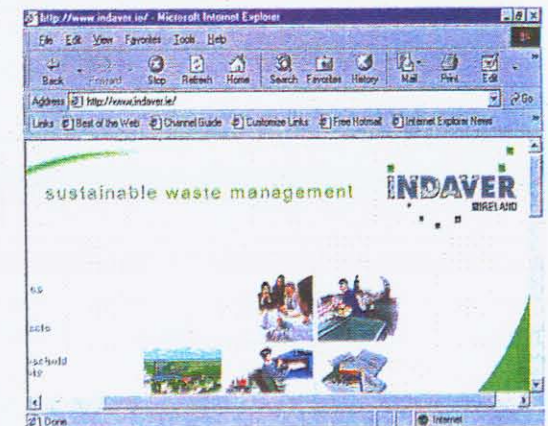 http://www.indaver.ie/ - Microsoft Internet Explorer
File Edit View Favorites Tools Help
Back Forward Stop Refresh Home Search Favorites History Mail Print Edit
Address http://www.indaver.ie/ Go
Links Best of the Web Channel Guide Customize Links Free Hotmail Internet Explorer News
sustainable waste management
INDAVER
IRELAND
Done Internet